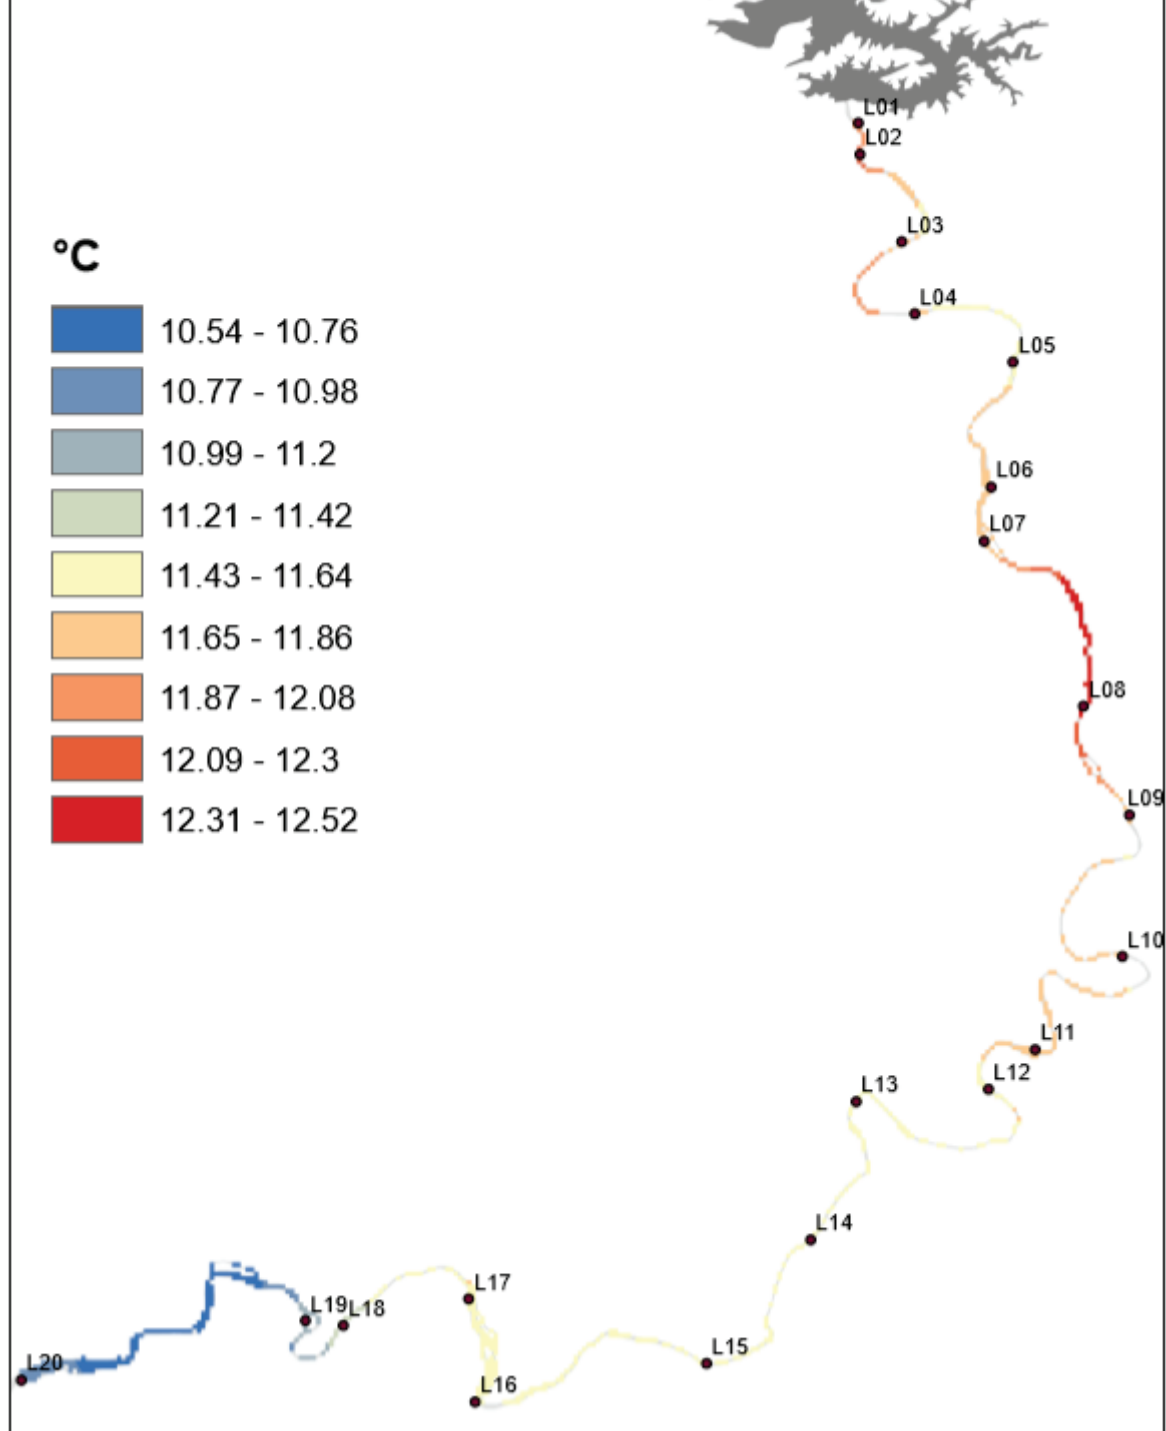 L01
L02
L03
°C
L04
10.54 - 10.76
L05
10.77 - 10.98
10.99 - 11.2
L06
11.21 - 11.42
L07
11.43 - 11.64
11.65 - 11.86
11.87 - 12.08
L08
12.09 - 12.3
L09
12.31 - 12.52
L10
L11
L12
L13
L14
L17
L19
L18
L15
L20
L16